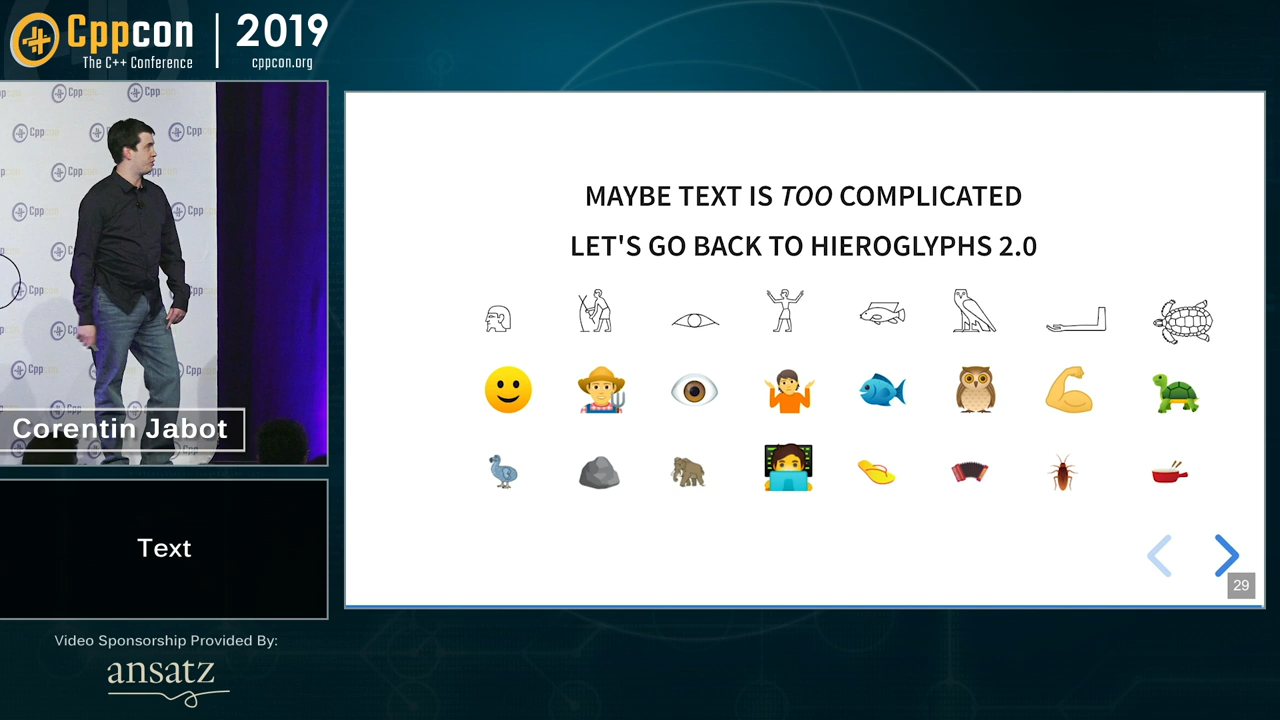 Cppcon
The C++ Conference
2019
cppcon.org
MAYBE TEXT IS TOO COMPLICATED
LET'S GO BACK TO HIEROGLYPHS 2.0
Corentin Jabot
Text
29
Video Sponsorship Provided By:
ansatz